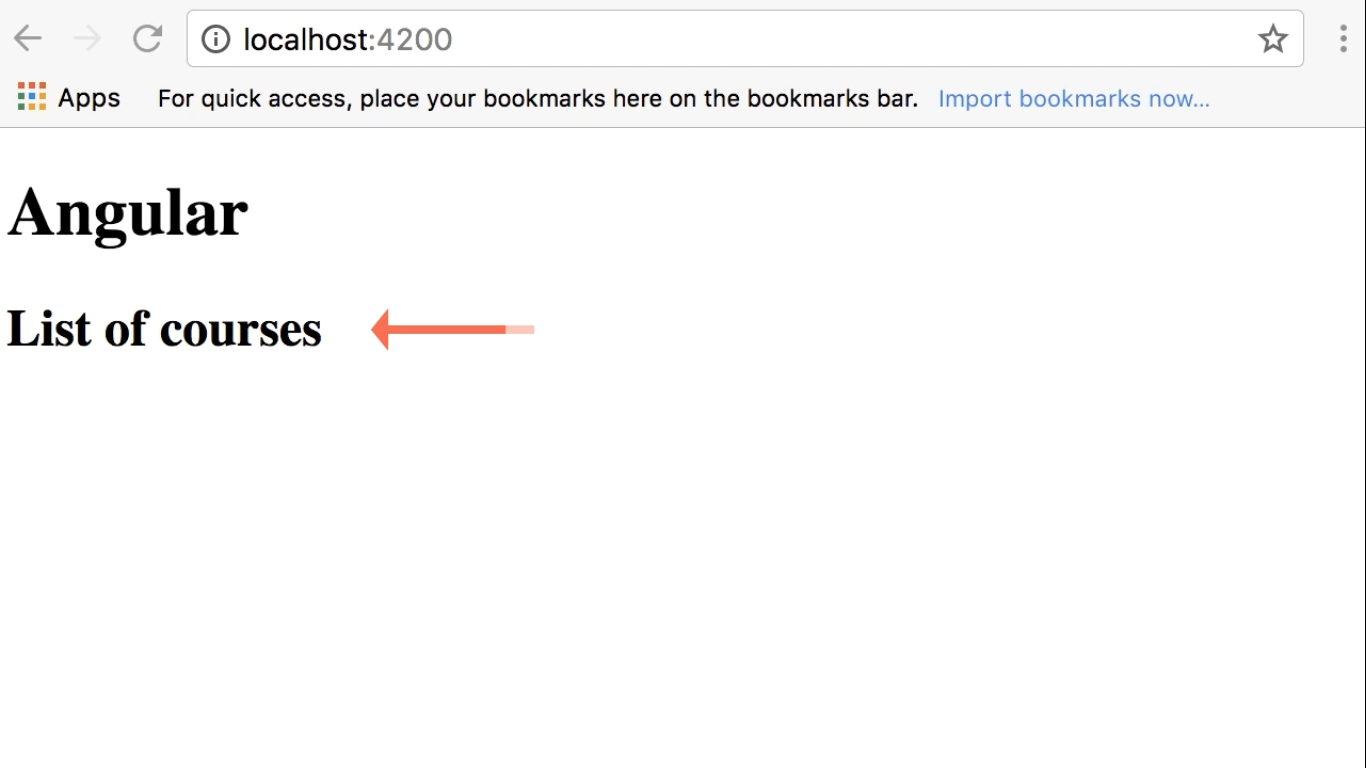 localhost:4200
Apps For quick access, place your bookmarks here on the bookmarks bar. Import bookmarks now...
Angular
List of courses